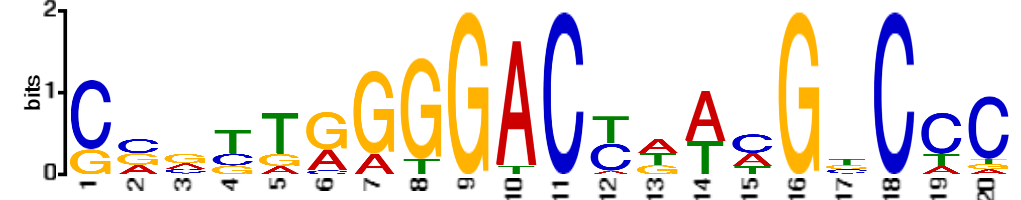 2
bits
1
0
C C G T T G G G G A C T A A C G T C C C
G G A C G A A T T C T T A C T T
A C G A C G T G A G
1 2 3 4 5 6 7 8 9 10 11 12 13 14 15 16 17 18 19 20